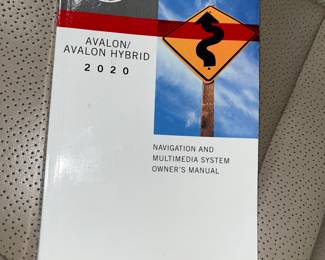 AVALON/
AVALON HYBRID
2020
NAVIGATION AND
MULTIMEDIA SYSTEM
OWNER'S MANUAL